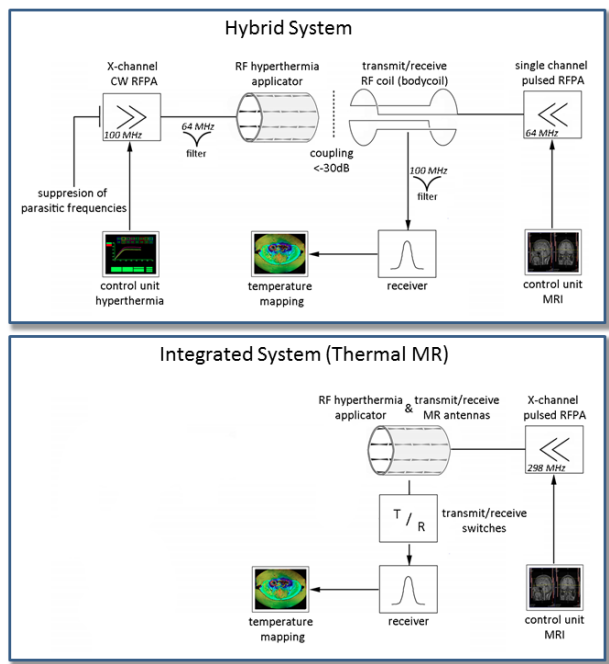 Hybrid System
X-channel
CW RFPA
RF hyperthermia
applicator
transmit/receive
RF coil (bodycoil)
single channel
pulsed RFPA
100 MHz
64 MHz
filter
coupling
<-30dB
100 MHz
filter
64 MHz
suppresion of
parasitic frequencies
control unit
hyperthermia
temperature
mapping
receiver
control unit
MRI
Integrated System (Thermal MR)
RF hyperthermia
applicator
&
transmit/receive
MR antennas
X-channel
pulsed RFPA
298 MHz
T / R
transmit/receive
switches
temperature
mapping
receiver
control unit
MRI